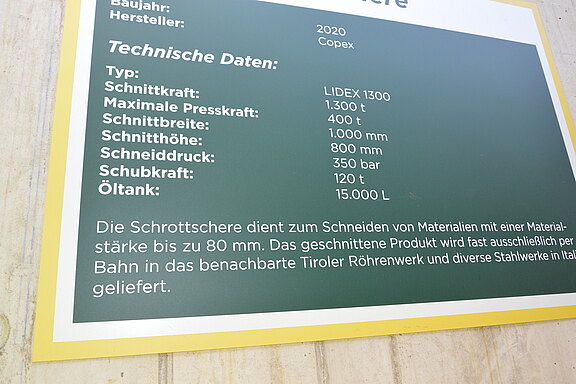 Baujahr: 2020
Hersteller: Copex
Technische Daten:
Typ: LIDEX 1300
Schnittkraft: 1.300 t
Maximale Presskraft: 400 t
Schnittbreite: 1.000 mm
Schnitthöhe: 800 mm
Schneiddruck: 350 bar
Schubkraft: 120 t
Öltank: 15.000 L
Die Schrottschere dient zum Schneiden von Materialien mit einer Material-
stärke bis zu 80 mm. Das geschnittene Produkt wird fast ausschließlich per
Bahn in das benachbarte Tiroler Röhrenwerk und diverse Stahlwerke in
geliefert.